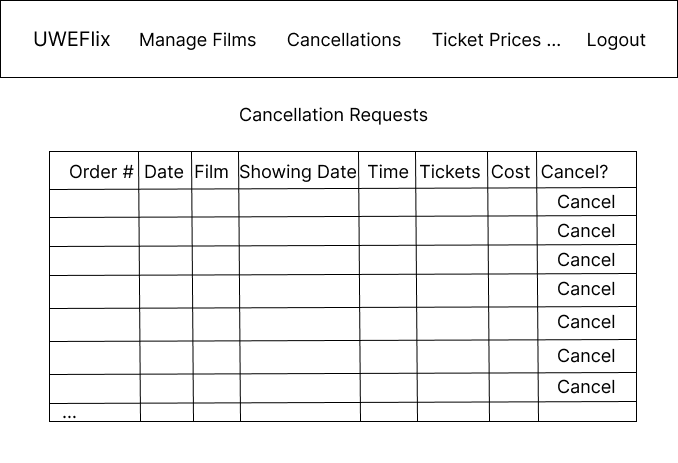 UWEFlix Manage Films Cancellations Ticket Prices ... Logout
Cancellation Requests
Order # Date Film Showing Date Time Tickets Cost Cancel?
Cancel
Cancel
Cancel
Cancel
Cancel
Cancel
Cancel
...